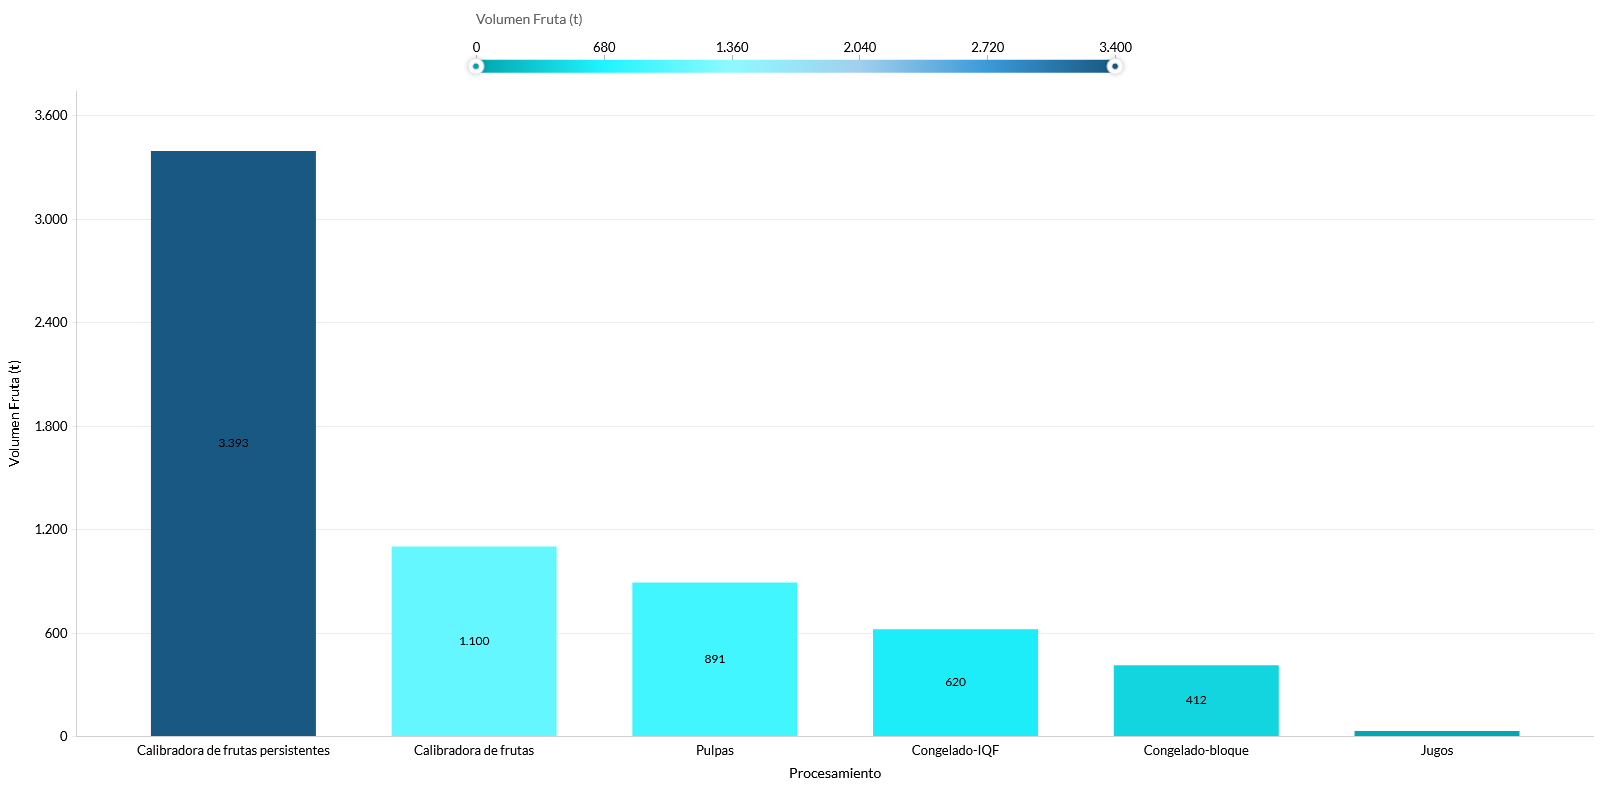 Volumen Fruta (t)
0 680 1.360 2.040 2.720 3.400
3.600
3.000
2.400
1.800
1.200
600
0
Volumen Fruta (t)
3.393
1.100
891
620
412
Calibradora de frutas persistentes Calibradora de frutas Pulpas Congelado-IQF Congelado-bloque Jugos
Procesamiento